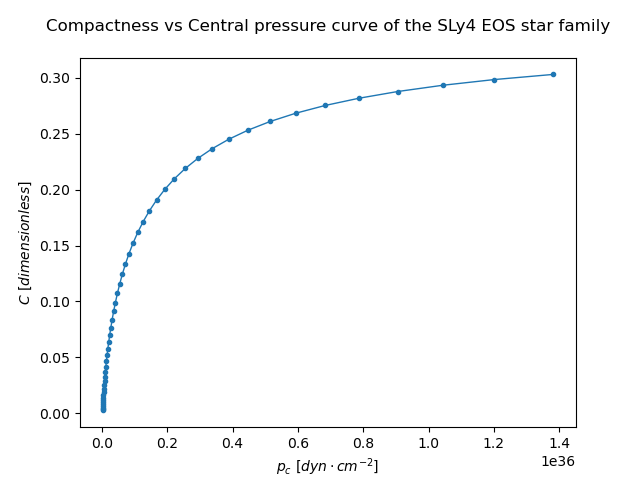 Compactness vs Central pressure curve of the SLy4 EOS star family
0.30
0.25
0.20
0.15
0.10
0.05
0.00
C [dimensionless]
0.0 0.2 0.4 0.6 0.8 1.0 1.2 1.4
1e36
p_c [dyn · cm⁻²]